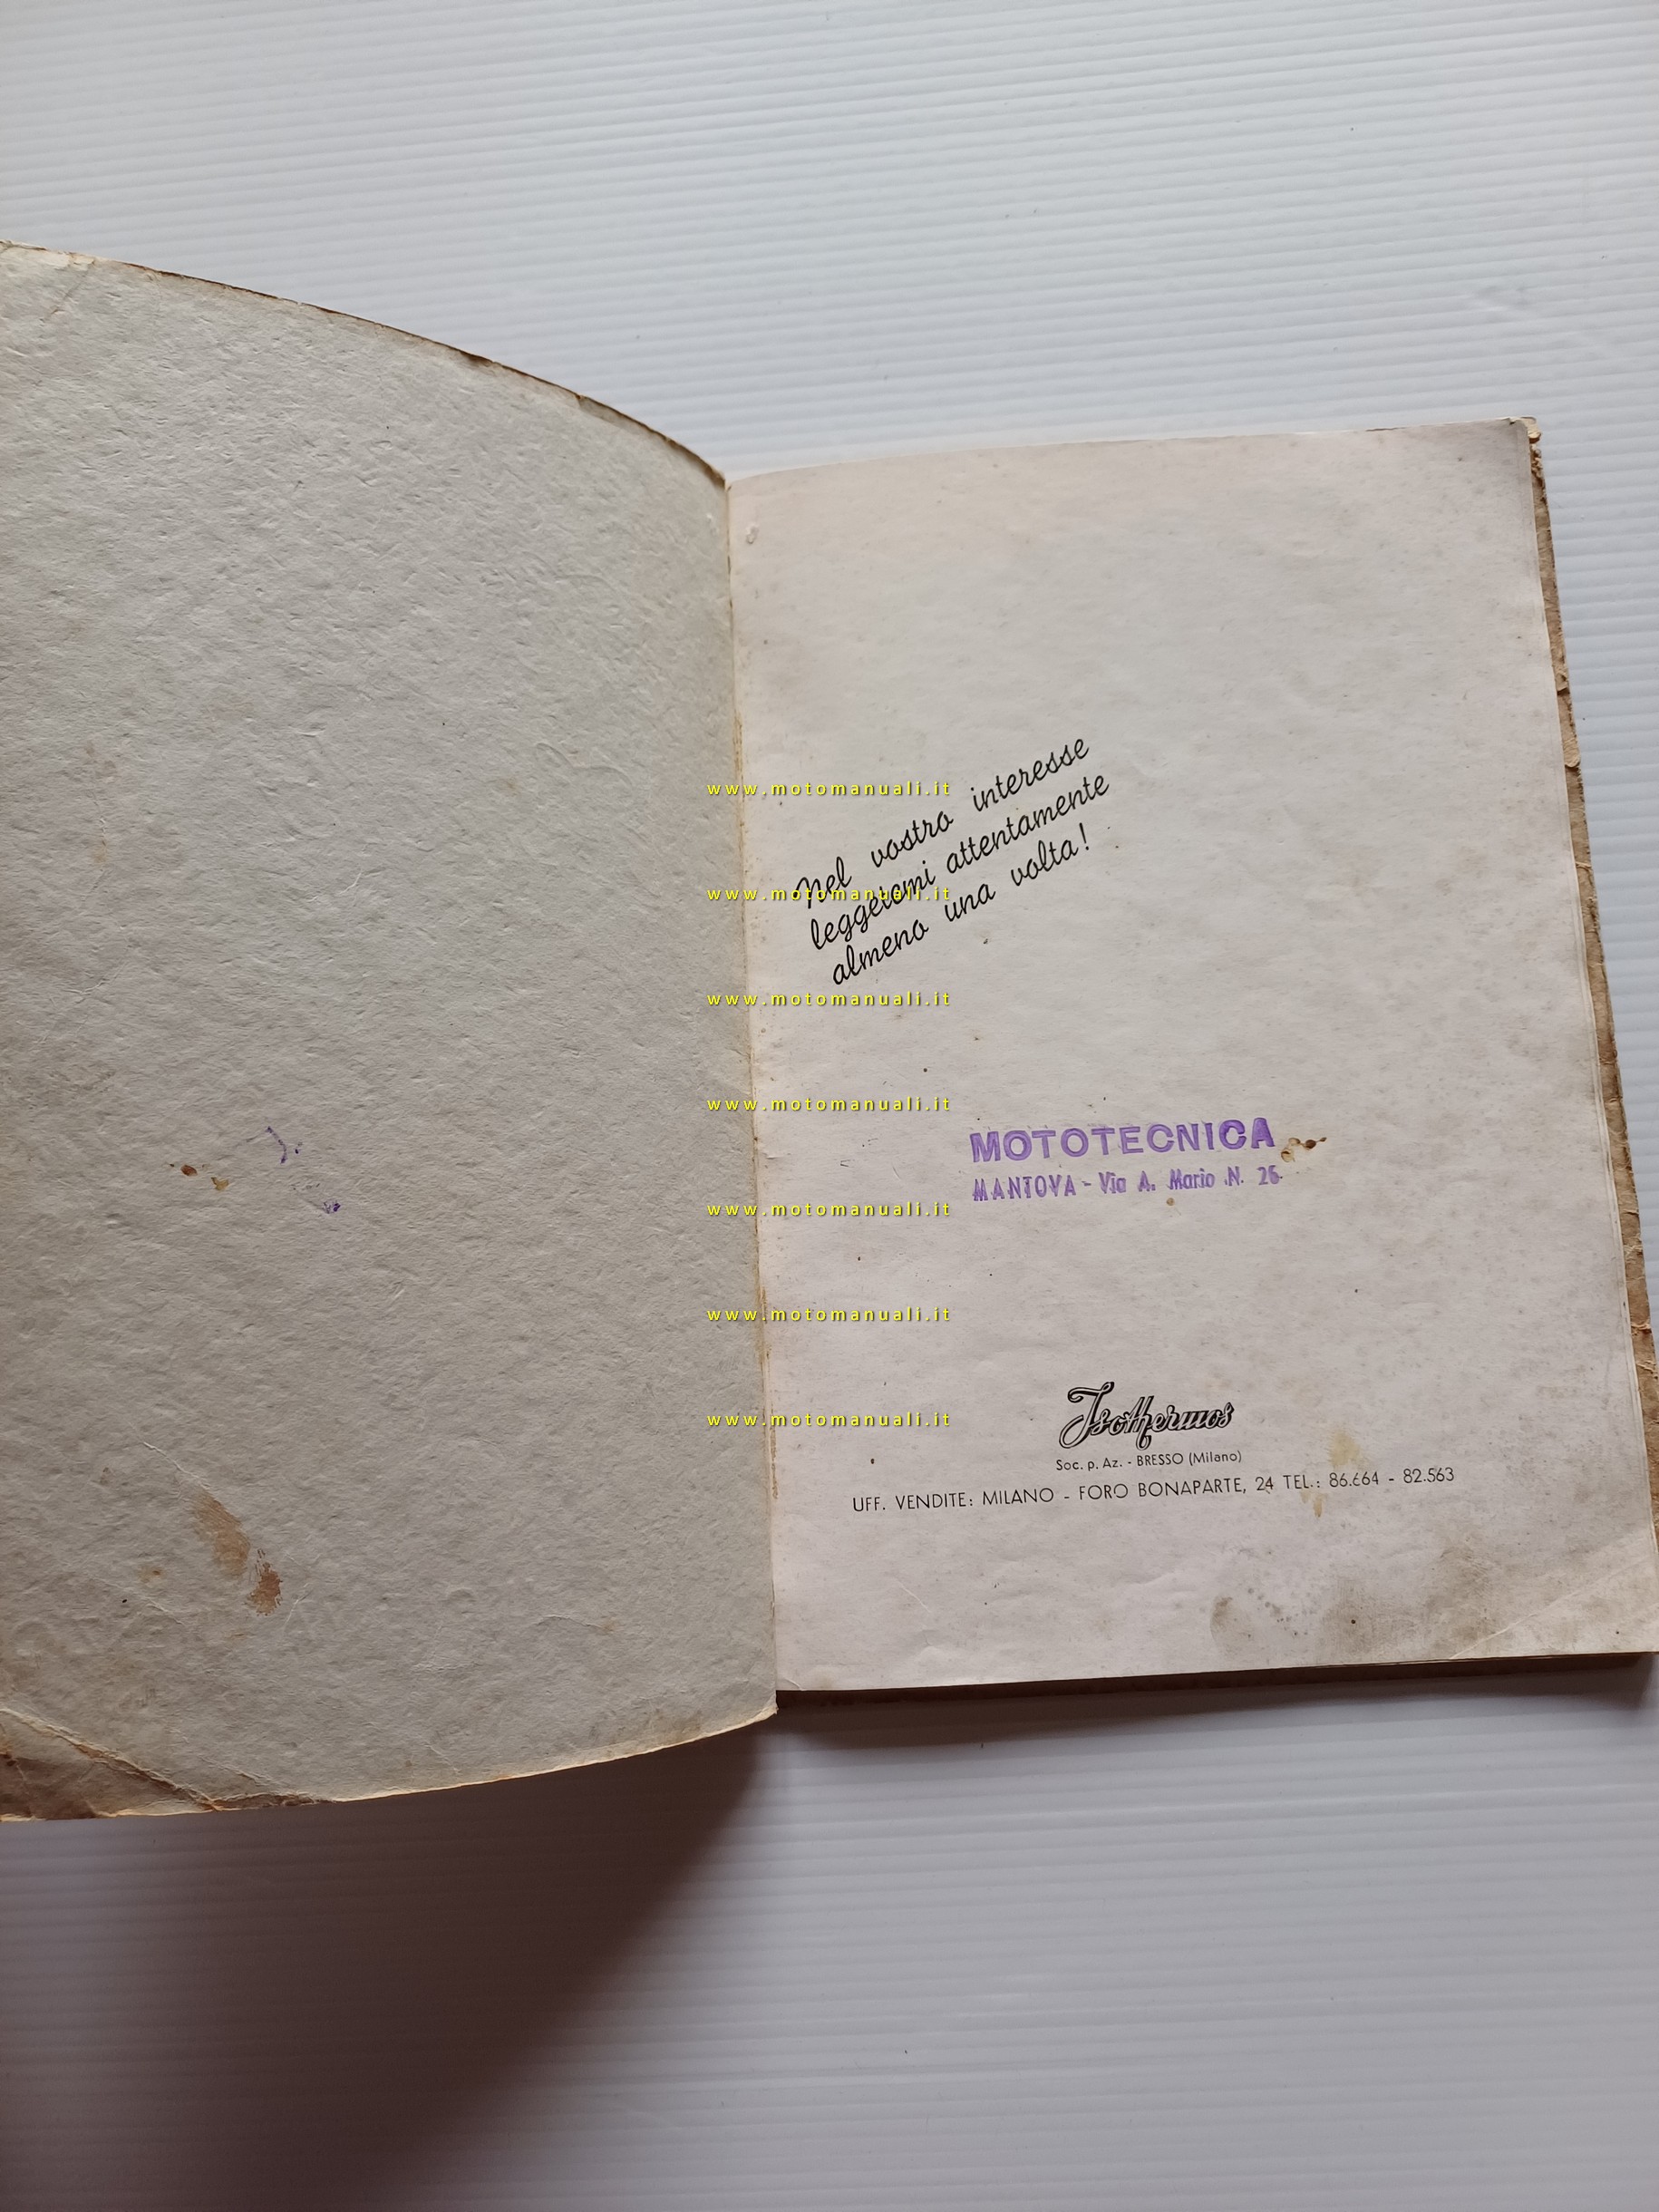 Nel vostro interesse
leggetemi attentamente
almeno una volta!
MOTOTECNICA
MANTOVA - Via A. Mario N. 26
Isothermos
Soc. p. Az. - BRESSO (Milano)
UFF. VENDITE: MILANO - FORO BONAPARTE, 24 TEL.: 86.664 - 82.563
www.motomanuali.it
www.motomanuali.it
www.motomanuali.it
www.motomanuali.it
www.motomanuali.it
www.motomanuali.it
www.motomanuali.it